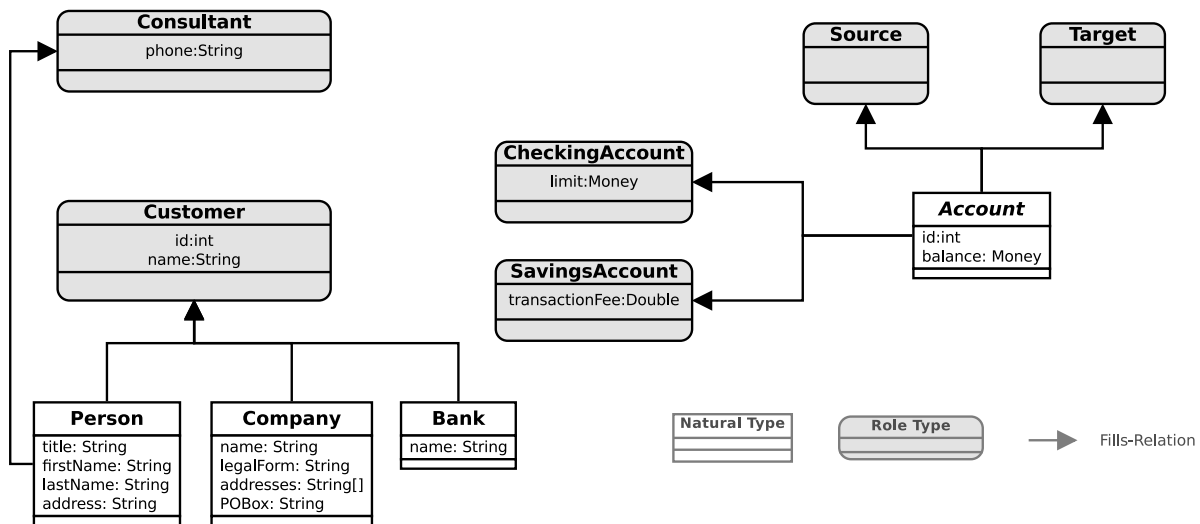 Consultant
phone:String
Source
Target
CheckingAccount
limit:Money
Account
id:int
balance: Money
Customer
id:int
name:String
SavingsAccount
transactionFee:Double
Person
title: String
firstName: String
lastName: String
address: String
Company
name: String
legalForm: String
addresses: String[]
POBox: String
Bank
name: String
Natural Type
Role Type
Fills-Relation